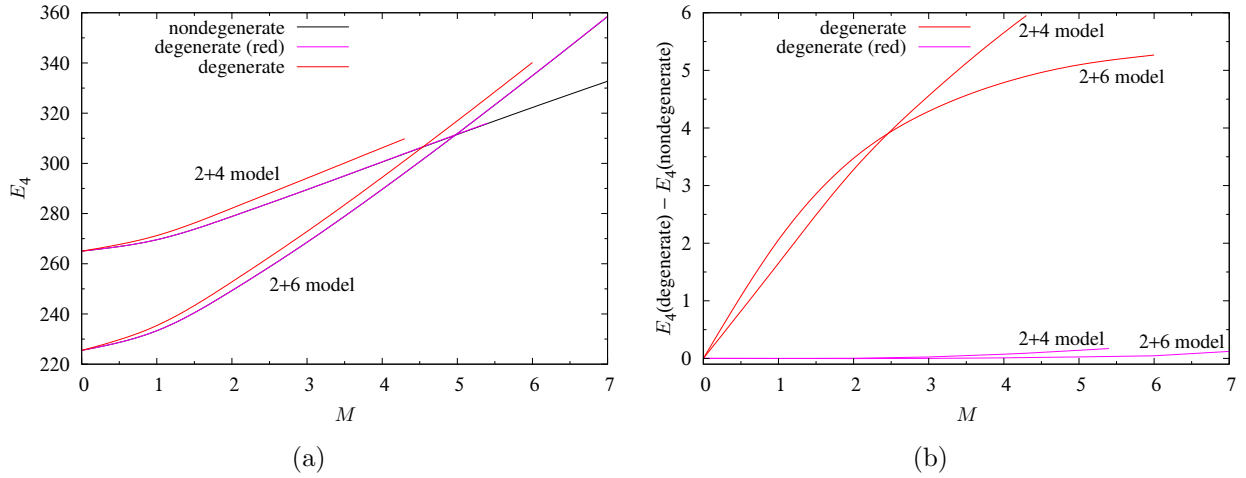 nondegenerate
degenerate (red)
degenerate
360
340
320
300
280
260
240
220
E₄
2+4 model
2+6 model
0 1 2 3 4 5 6 7
M
(a)
degenerate
degenerate (red)
6
5
4
3
2
1
0
E₄(degenerate) − E₄(nondegenerate)
2+4 model
2+6 model
2+4 model
2+6 model
0 1 2 3 4 5 6 7
M
(b)